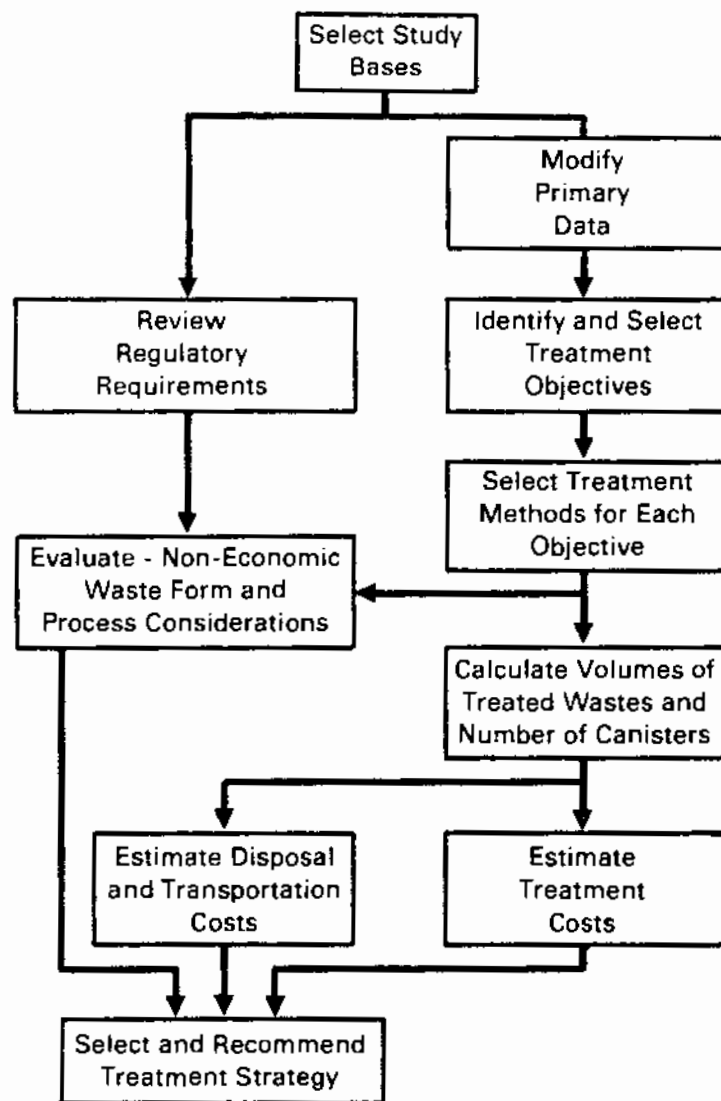 Select Study
Bases
Modify
Primary
Data
Review
Regulatory
Requirements
Identify and Select
Treatment
Objectives
Select Treatment
Methods for Each
Objective
Evaluate - Non-Economic
Waste Form and
Process Considerations
Calculate Volumes of
Treated Wastes and
Number of Canisters
Estimate Disposal
and Transportation
Costs
Estimate
Treatment
Costs
Select and Recommend
Treatment Strategy